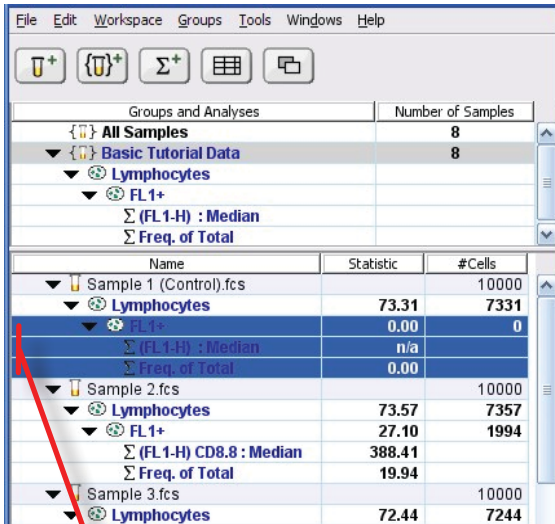 File Edit Workspace Groups Tools Windows Help
+ {}+ Σ+
Groups and Analyses Number of Samples
{} All Samples 8
{} Basic Tutorial Data 8
Lymphocytes
FL1+
Σ (FL1-H) : Median
Σ Freq. of Total
Name Statistic #Cells
Sample 1 (Control).fcs 10000
Lymphocytes 73.31 7331
FL1+ 0.00 0
Σ (FL1-H) : Median n/a
Σ Freq. of Total 0.00
Sample 2.fcs 10000
Lymphocytes 73.57 7357
FL1+ 27.10 1994
Σ (FL1-H) CD8.8 : Median 388.41
Σ Freq. of Total 19.94
Sample 3.fcs 10000
Lymphocytes 72.44 7244